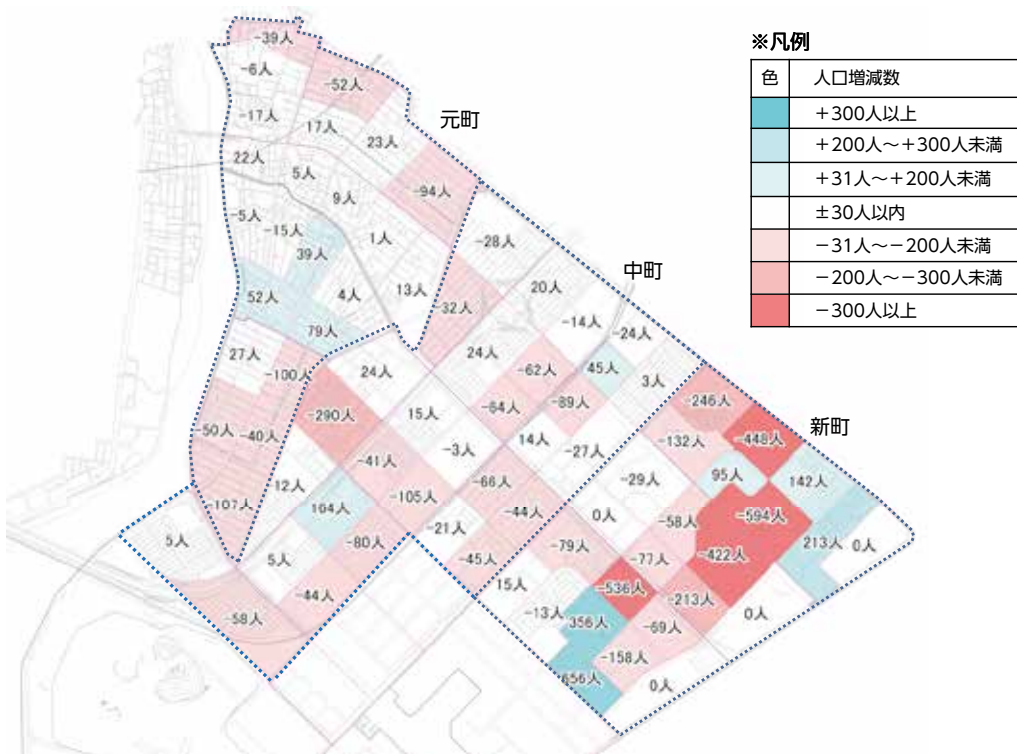 ※凡例
色 人口増減数
+300人以上
+200人～+300人未満
+31人～+200人未満
±30人以内
-31人～-200人未満
-200人～-300人未満
-300人以上
元町
中町
新町
-39人
-6人
-52人
-17人
17人
23人
22人
5人
-94人
9人
-5人
-15人
39人
1人
-28人
52人
4人
13人
-32人
20人
79人
-14人
-24人
27人
-100人
24人
24人
-62人
45人
3人
-290人
15人
-64人
-89人
-246人
-50人
-40人
-41人
-3人
14人
-27人
-132人
-448人
12人
-105人
-66人
-29人
95人
142人
-107人
104人
-21人
-44人
0人
-58人
-594人
5人
-80人
-45人
-79人
-77人
-422人
213人
0人
5人
-44人
15人
-536人
-213人
-58人
-13人
356人
-69人
0人
-158人
656人
0人